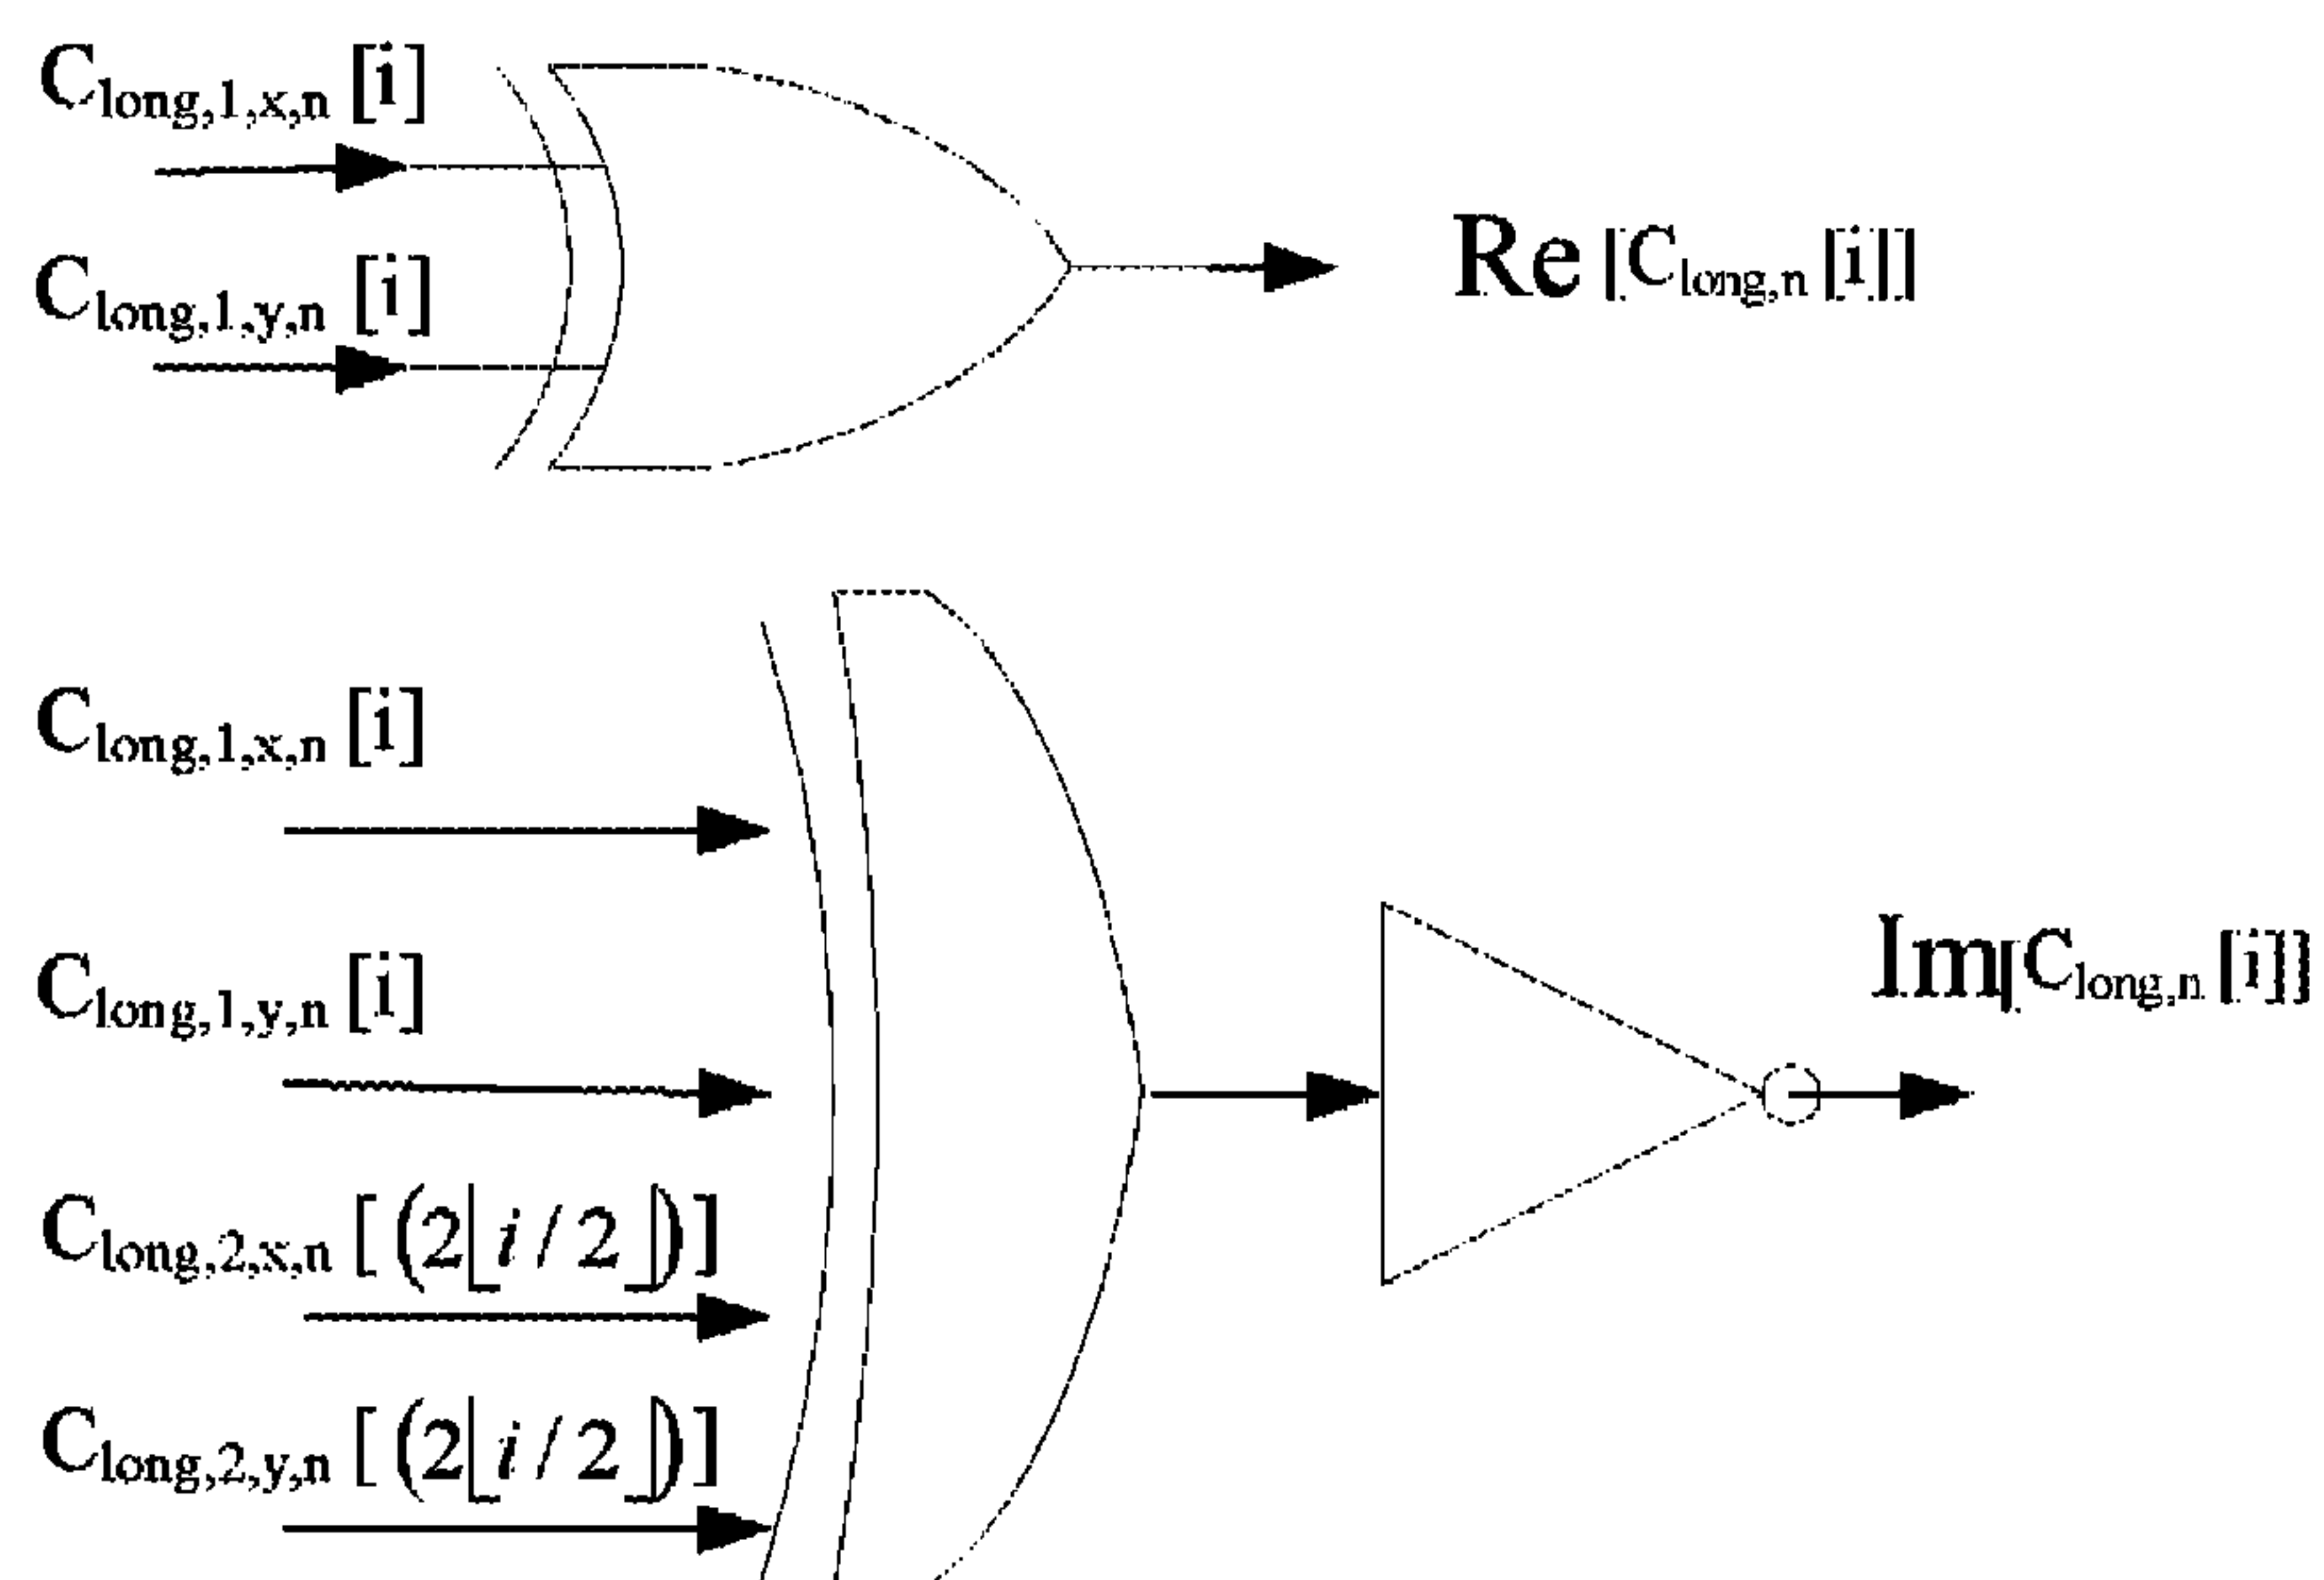 C_long,1,x,n [i]
C_long,1,y,n [i]
Re[C_long,n [i]]
C_long,1,x,n [i]
C_long,1,y,n [i]
Im[C_long,n [i]]
C_long,2,x,n [(2⌊i/2⌋)]
C_long,2,y,n [(2⌊i/2⌋)]